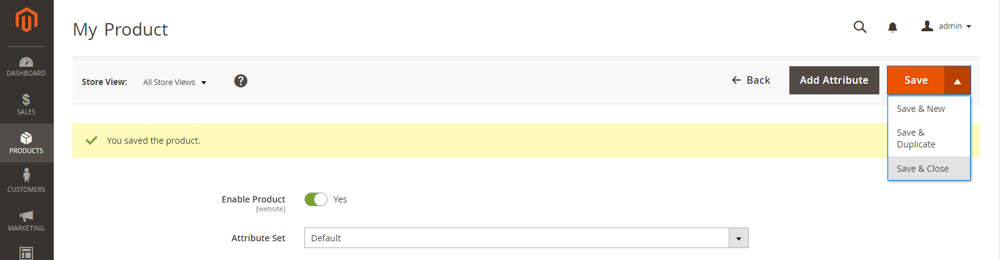 My Product
admin
DASHBOARD
Store View:
All Store Views
?
Back
Add Attribute
Save
$
SALES
Save & New
Save &
Duplicate
Save & Close
PRODUCTS
You saved the product.
CUSTOMERS
Enable Product
[website]
Yes
MARKETING
Attribute Set
Default